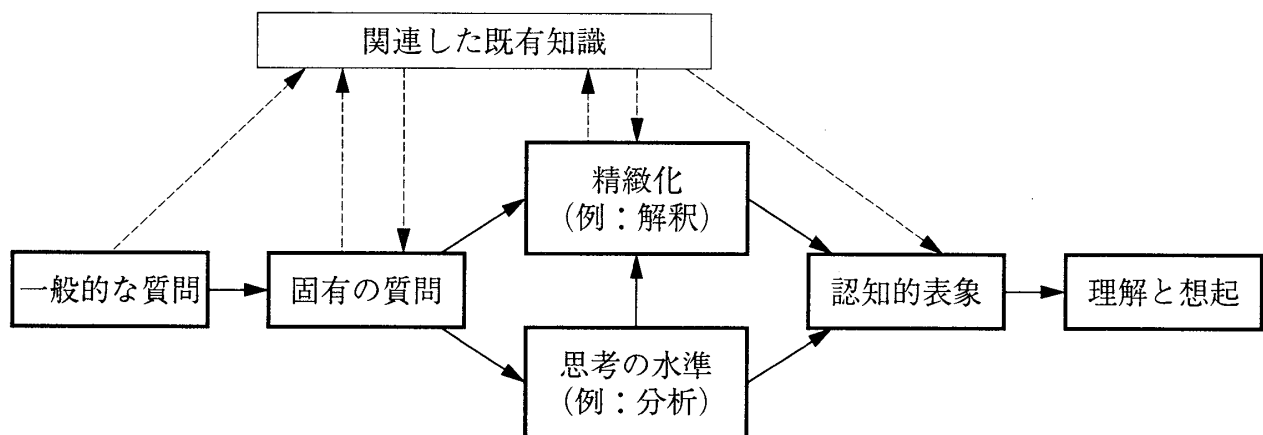 関連した既有知識
精緻化
(例:解釈)
一般的な質問
固有の質問
認知的表象
理解と想起
思考の水準
(例:分析)